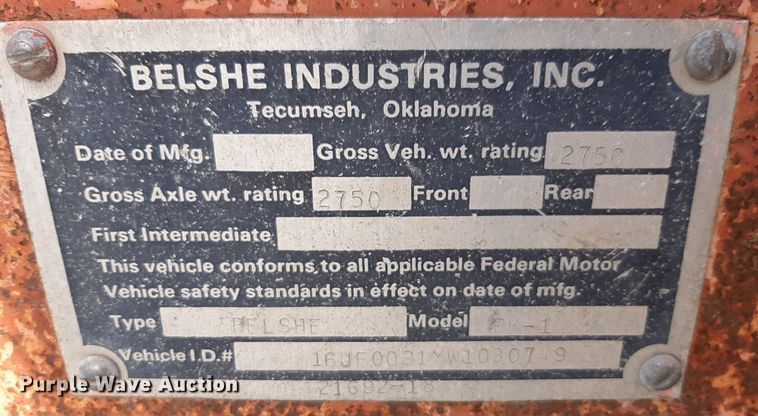 BELSHE INDUSTRIES, INC.
Tecumseh, Oklahoma
Date of Mfg. Gross Veh. wt. rating 2750
Gross Axle wt. rating 2750 Front Rear
First Intermediate
This vehicle conforms to all applicable Federal Motor
Vehicle safety standards in effect on date of mfg.
Type BELSHE Model
Vehicle I.D.#
Purple Wave Auction